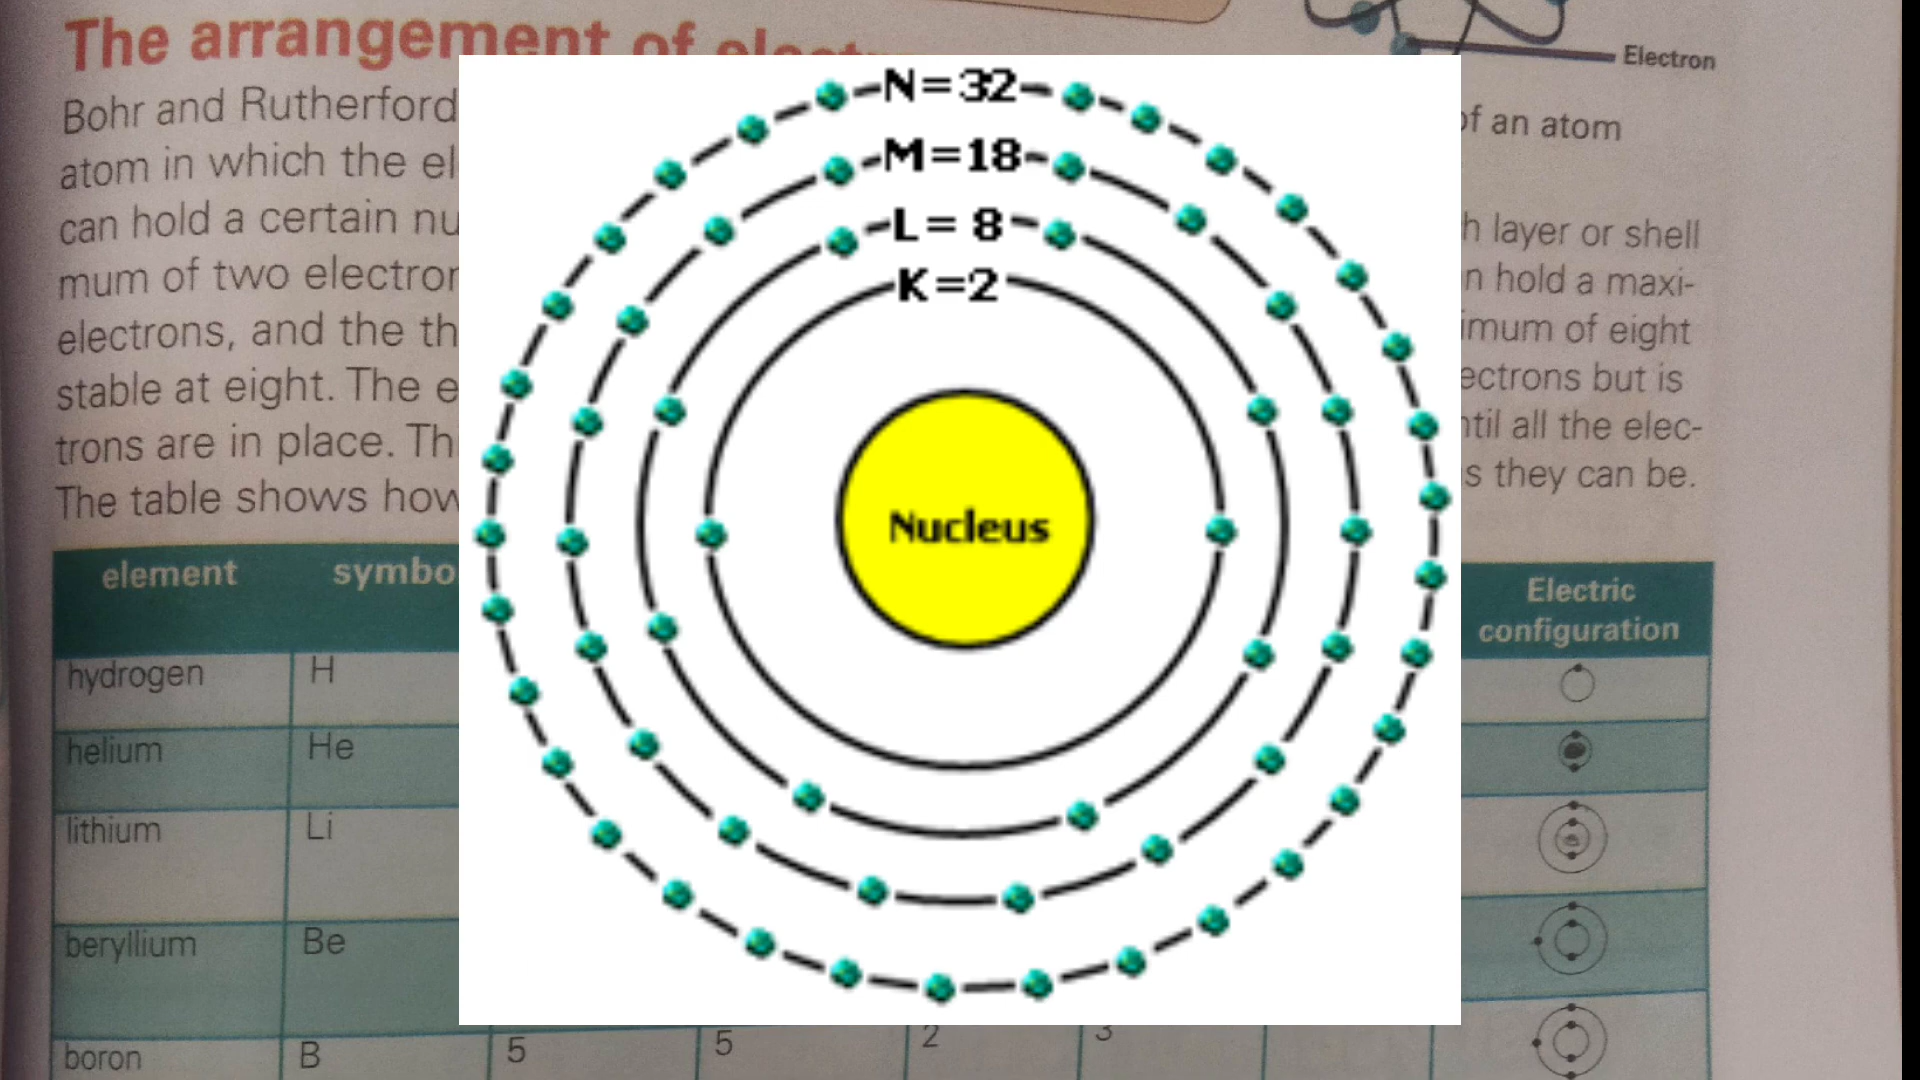 The arrangement of
Electron
of an atom
Bohr and Rutherford
atom in which the el
can hold a certain nu
mum of two electron
electrons, and the th
stable at eight. The e
trons are in place. Th
The table shows how
h layer or shell
n hold a maxi-
imum of eight
ectrons but is
ntil all the elec-
s they can be.
N=32
M=18
L= 8
K=2
Nucleus
element symbo Electric
configuration
hydrogen H
helium He
lithium Li
beryllium Be
boron B 5 5 2 3